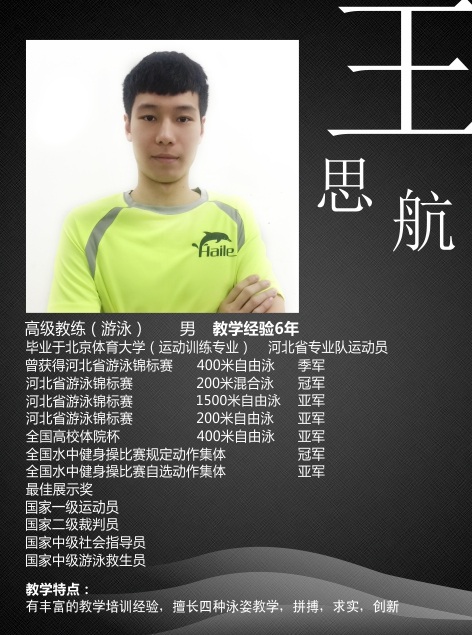 王
思
航
Haile
高级教练（游泳） 男 教学经验6年
毕业于北京体育大学（运动训练专业） 河北省专业队运动员
曾获得河北省游泳锦标赛 400米自由泳 季军
河北省游泳锦标赛 200米混合泳 冠军
河北省游泳锦标赛 1500米自由泳 亚军
河北省游泳锦标赛 200米自由泳 亚军
全国高校体院杯 400米自由泳 亚军
全国水中健身操比赛规定动作集体 冠军
全国水中健身操比赛自选动作集体 亚军
最佳展示奖
国家一级运动员
国家二级裁判员
国家中级社会指导员
国家中级游泳救生员
教学特点：
有丰富的教学培训经验，擅长四种泳姿教学，拼搏，求实，创新